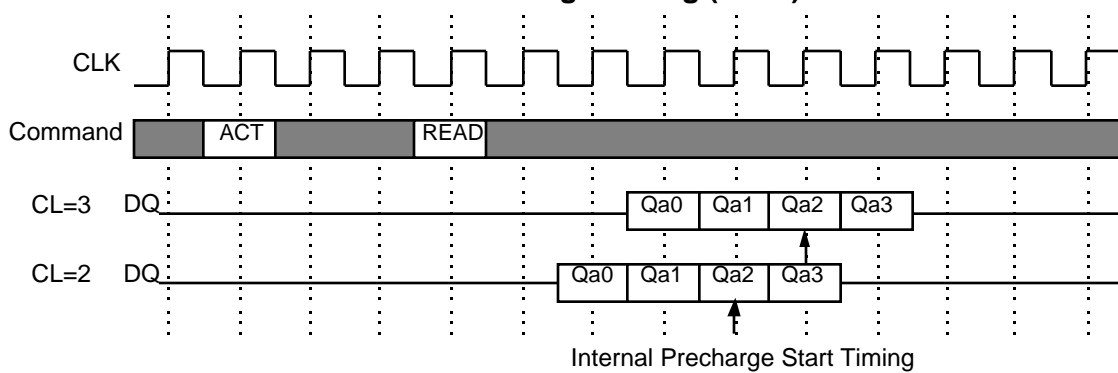 CLK
Command ACT READ
CL=3 DQ Qa0 Qa1 Qa2 Qa3
CL=2 DQ Qa0 Qa1 Qa2 Qa3
Internal Precharge Start Timing